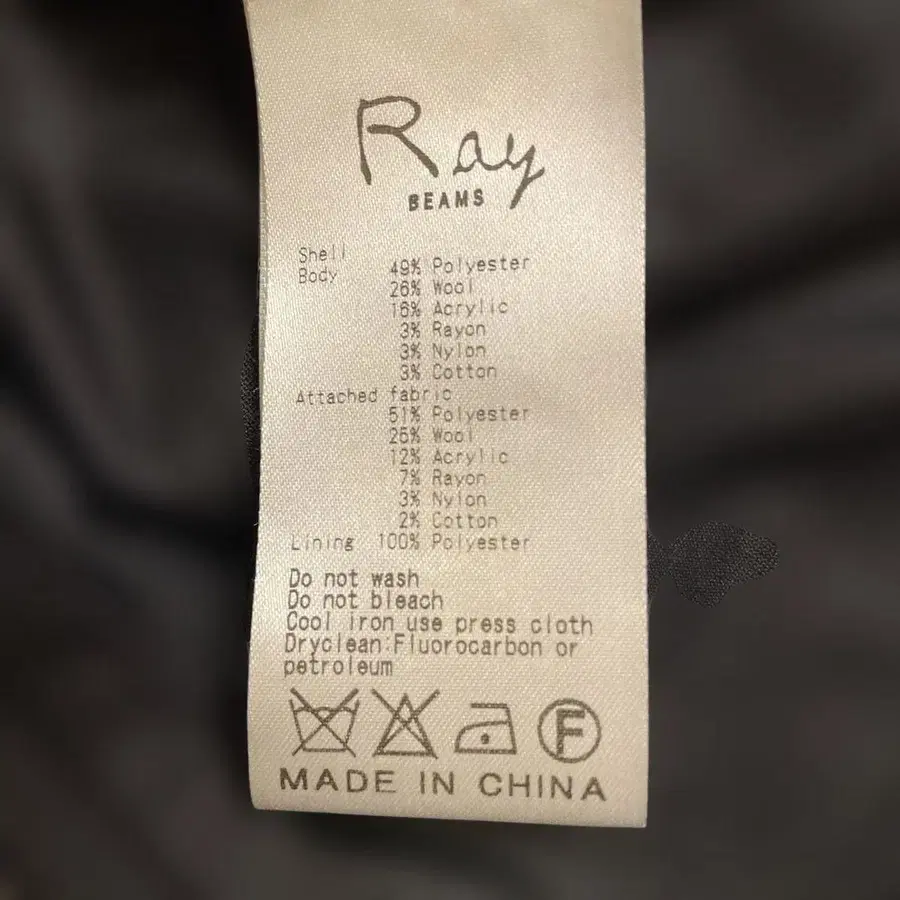 Ray
BEAMS
Shell
Body 49% Polyester
26% Wool
16% Acrylic
3% Rayon
3% Nylon
3% Cotton
Attached fabric
51% Polyester
25% Wool
12% Acrylic
7% Rayon
3% Nylon
2% Cotton
Lining 100% Polyester
Do not wash
Do not bleach
Cool iron use press cloth
Dryclean:Fluorocarbon or
petroleum
F
MADE IN CHINA